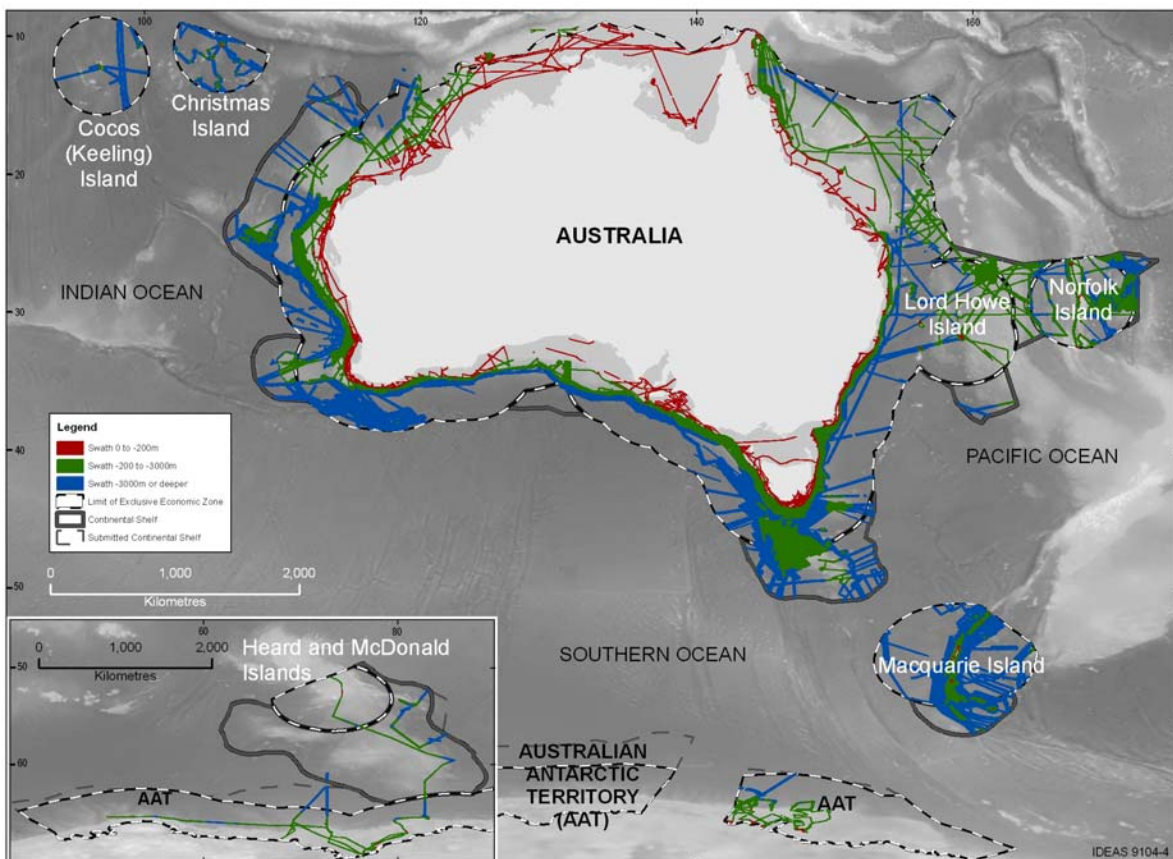 100
120
140
160
10
20
30
40
50
Cocos
(Keeling)
Island
Christmas
Island
AUSTRALIA
INDIAN OCEAN
Lord Howe
Island
Norfolk
Island
Legend
Swath 0 to -200m
Swath -200 to -3000m
Swath -3000m or deeper
Limit of Exclusive Economic Zone
Continental Shelf
Submitted Continental Shelf
PACIFIC OCEAN
0 1,000 2,000
Kilometres
SOUTHERN OCEAN
Macquarie Island
60
80
0 1,000 2,000
Kilometres
Heard and McDonald
Islands
50
60
AAT
AUSTRALIAN
ANTARCTIC
TERRITORY
(AAT)
AAT
IDEAS 9104-4